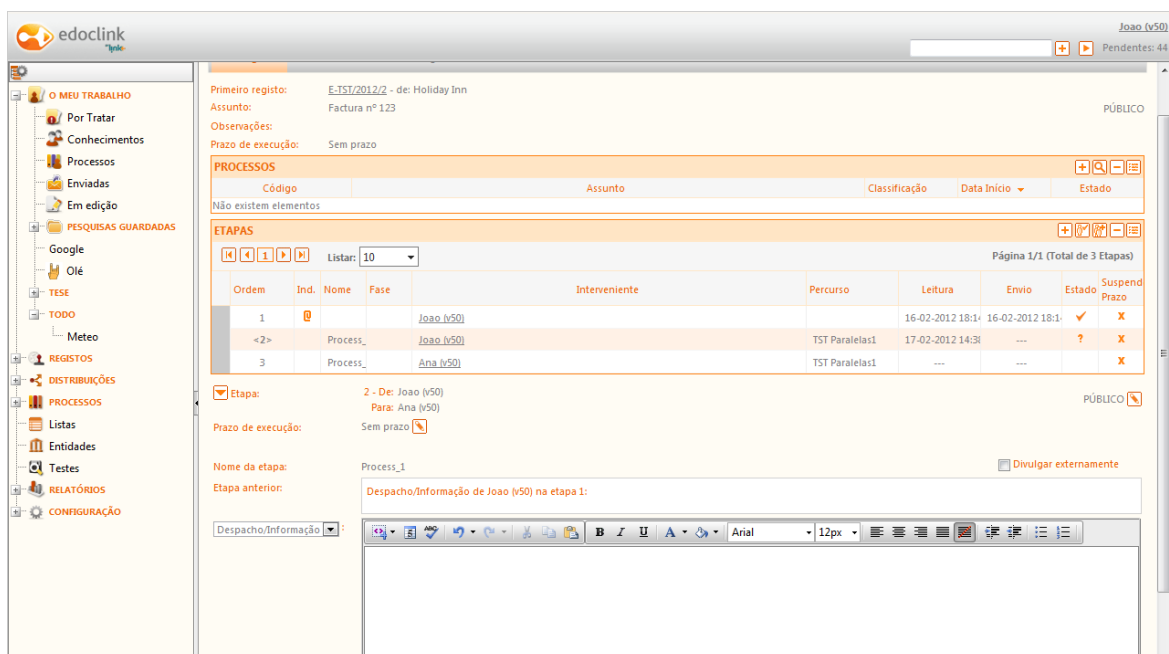 edoclink
Joao (v50)
Pendentes: 44
O MEU TRABALHO
Por Tratar
Conhecimentos
Processos
Enviadas
Em edição
PESQUISAS GUARDADAS
Google
Olé
TESE
TODO
Meteo
REGISTOS
DISTRIBUIÇÕES
PROCESSOS
Listas
Entidades
Testes
RELATÓRIOS
CONFIGURAÇÃO
Primeiro registo: E-TST/2012/2 - de: Holiday Inn
Assunto: Factura nº 123 PÚBLICO
Observações:
Prazo de execução: Sem prazo
PROCESSOS
Código Assunto Classificação Data Início Estado
Não existem elementos
ETAPAS
1 Listar: 10 Página 1/1 (Total de 3 Etapas)
Ordem Ind. Nome Fase Interveniente Percurso Leitura Envio Estado Suspend Prazo
1 @ Joao (v50) 16-02-2012 18:14 16-02-2012 18:1 X
<2> Process_ Joao (v50) TST Paralelas1 17-02-2012 14:38 --- ? X
3 Process_ Ana (v50) TST Paralelas1 --- --- X
Etapa: 2 - De: Joao (v50) PÚBLICO
Para: Ana (v50)
Prazo de execução: Sem prazo
Nome da etapa: Process_1 Divulgar externamente
Etapa anterior: Despacho/Informação de Joao (v50) na etapa 1:
Despacho/Informação : ABC B I U A Arial 12px